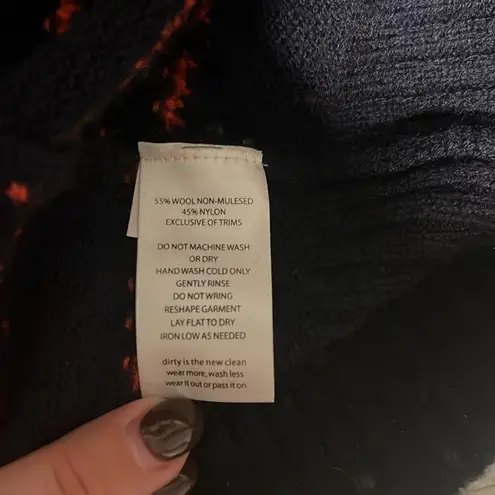 55% WOOL NON-MULESED
45% NYLON
EXCLUSIVE OF TRIMS
DO NOT MACHINE WASH
OR DRY
HAND WASH COLD ONLY
GENTLY RINSE
DO NOT WRING
RESHAPE GARMENT
LAY FLAT TO DRY
IRON LOW AS NEEDED
dirty is the new clean
wear more, wash less
wear it out or pass it on